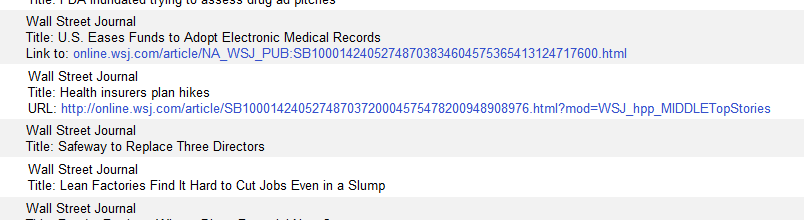 Title: FDA inundated trying to assess drug ad pitches
Wall Street Journal
Title: U.S. Eases Funds to Adopt Electronic Medical Records
Link to: online.wsj.com/article/NA_WSJ_PUB:SB10001424052748703834604575365413124717600.html
Wall Street Journal
Title: Health insurers plan hikes
URL: http://online.wsj.com/article/SB10001424052748703720004575478200948908976.html?mod=WSJ_hpp_MIDDLETopStories
Wall Street Journal
Title: Safeway to Replace Three Directors
Wall Street Journal
Title: Lean Factories Find It Hard to Cut Jobs Even in a Slump
Wall Street Journal